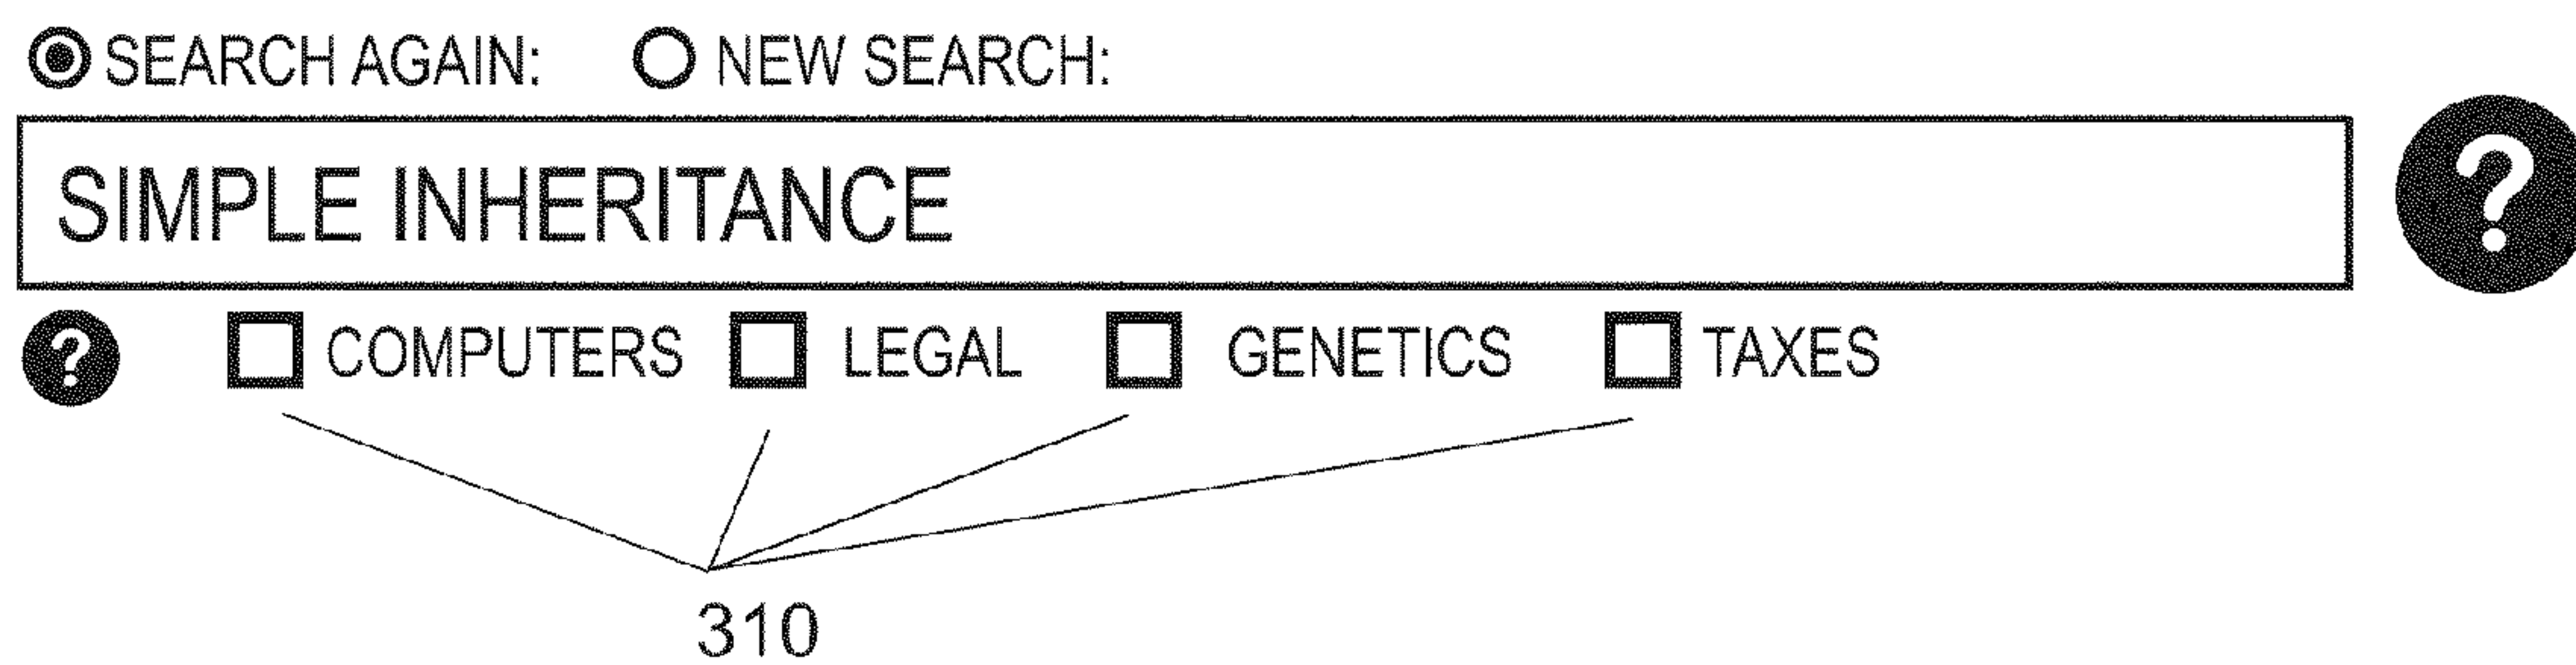 SEARCH AGAIN: NEW SEARCH:
SIMPLE INHERITANCE
?
? COMPUTERS LEGAL GENETICS TAXES
310